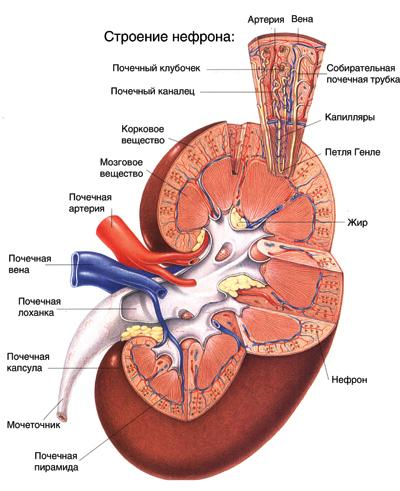 Артерия Вена
Строение нефрона:
Почечный клубочек
Собирательная
почечная трубка
Почечный каналец
Капилляры
Корковое
вещество
Петля Генле
Мозговое
вещество
Почечная
артерия
Жир
Почечная
вена
Почечная
лоханка
Почечная
капсула
Нефрон
Мочеточник
Почечная
пирамида